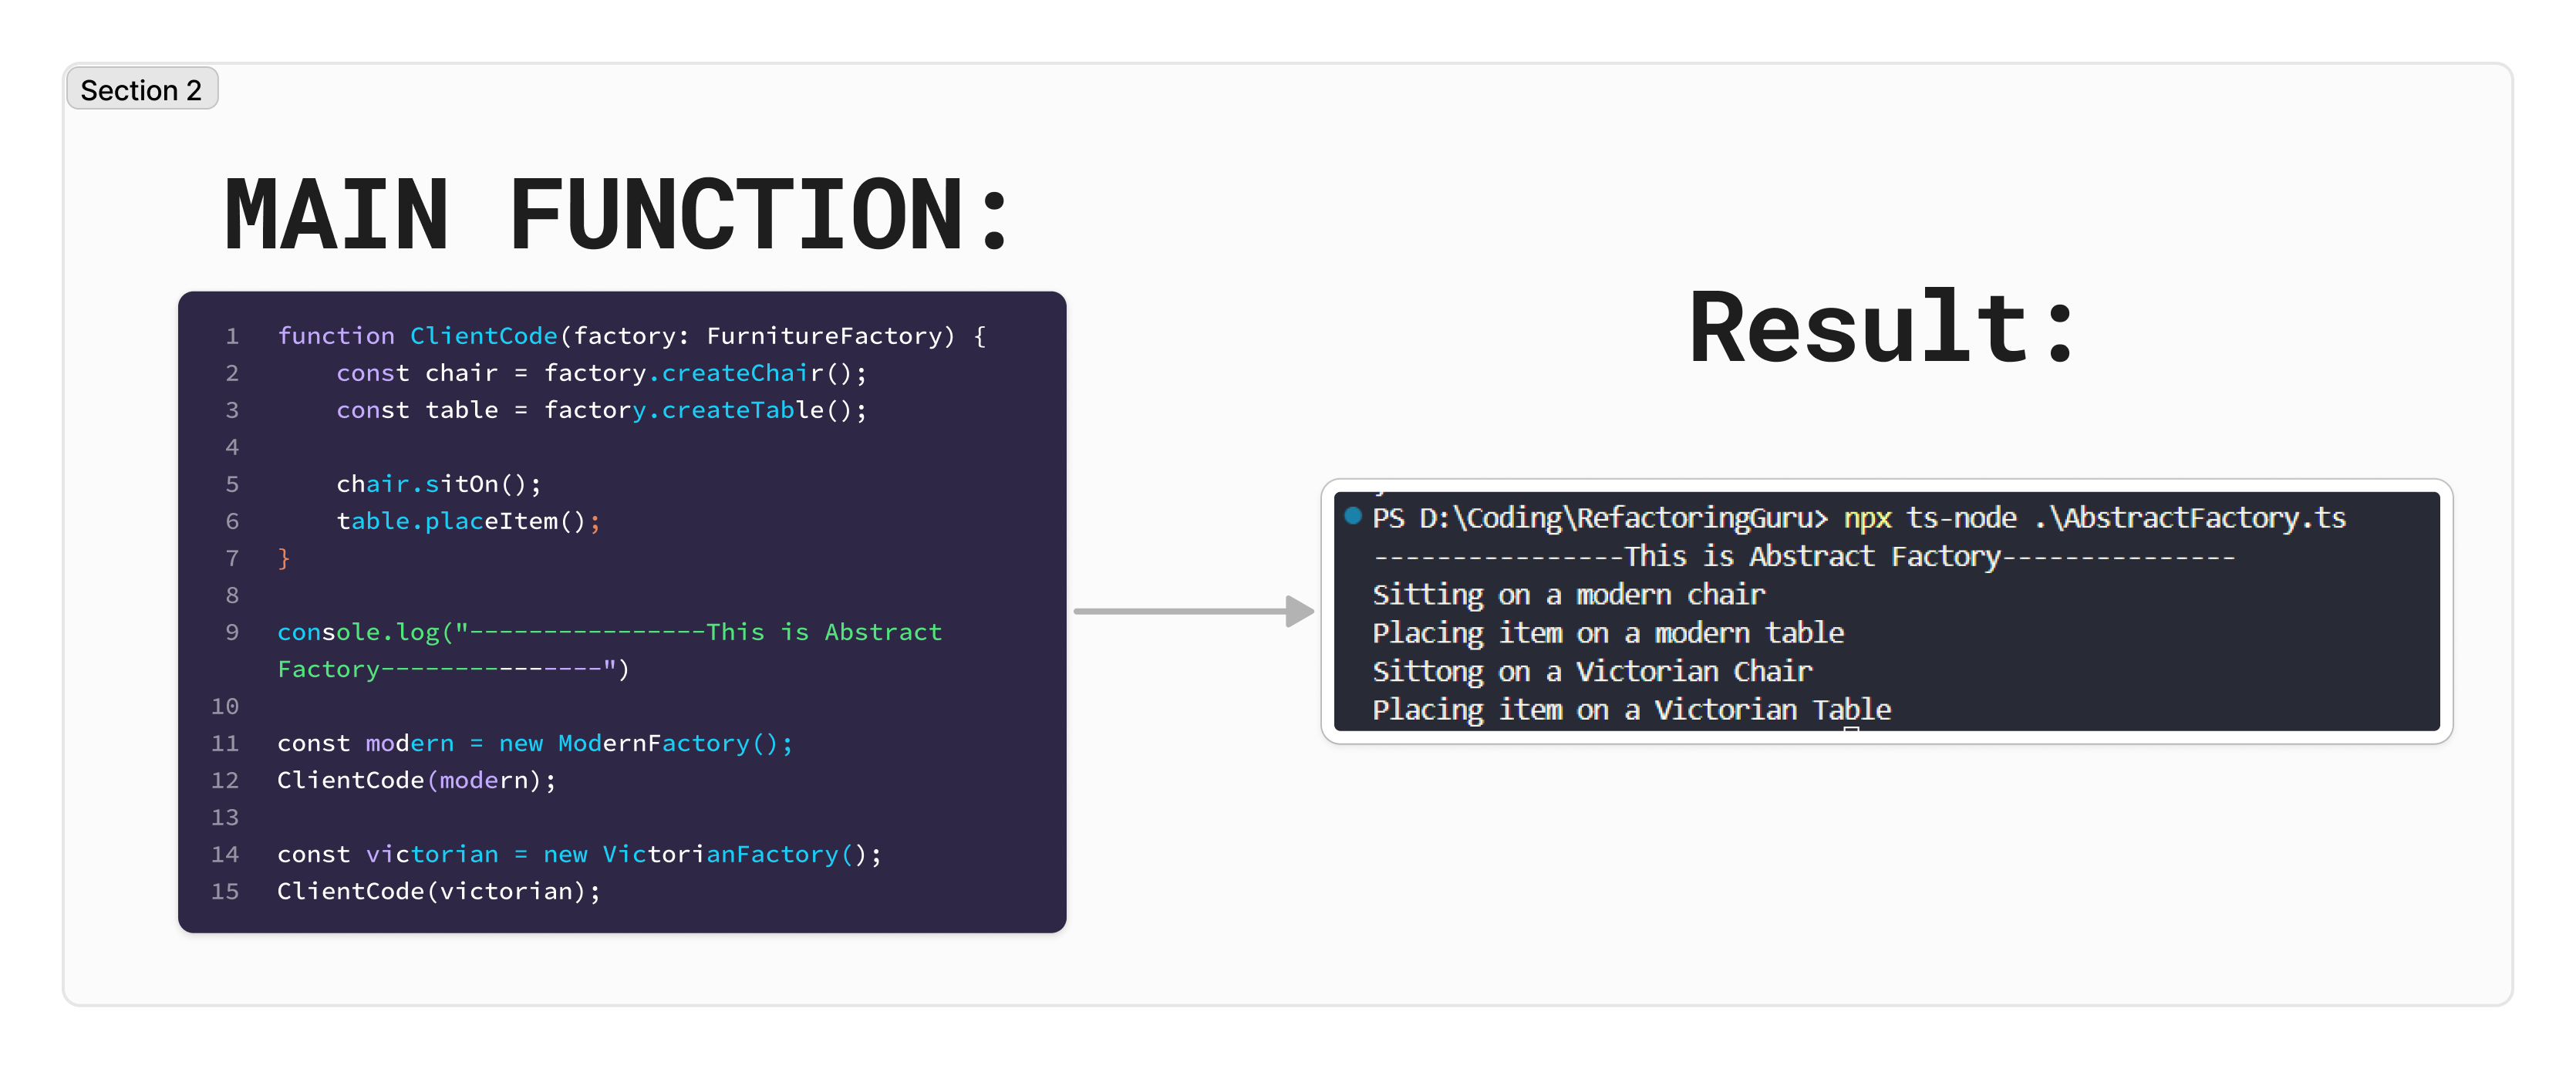 Section 2
MAIN FUNCTION:
1 function ClientCode(factory: FurnitureFactory) {
2 const chair = factory.createChair();
3 const table = factory.createTable();
4
5 chair.sitOn();
6 table.placeItem();
7 }
8
9 console.log("----------------This is Abstract
Factory---------------")
10
11 const modern = new ModernFactory();
12 ClientCode(modern);
13
14 const victorian = new VictorianFactory();
15 ClientCode(victorian);
Result:
PS D:\Coding\RefactoringGuru> npx ts-node .\AbstractFactory.ts
----------------This is Abstract Factory---------------
Sitting on a modern chair
Placing item on a modern table
Sittong on a Victorian Chair
Placing item on a Victorian Table